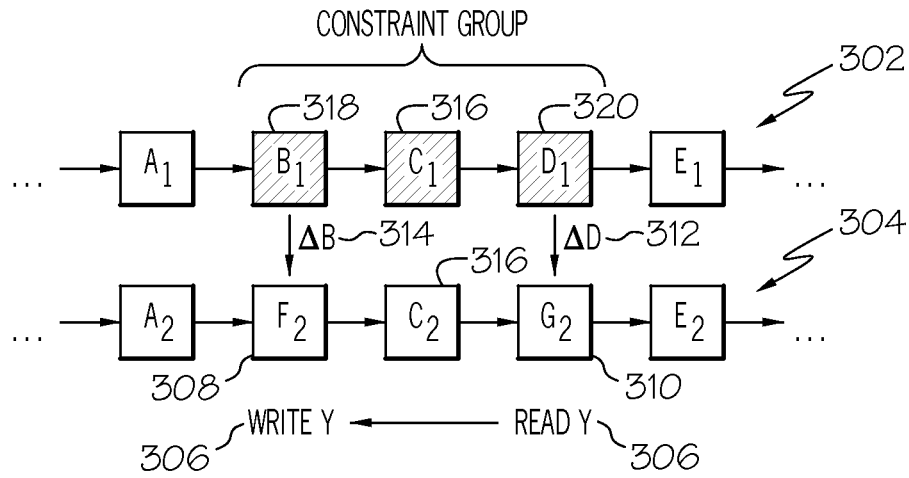 CONSTRAINT GROUP
318 316 320 302
... A1 B1 C1 D1 E1 ...
ΔB 314 ΔD 312
316 304
... A2 F2 C2 G2 E2 ...
308 310
WRITE Y READ Y
306 306